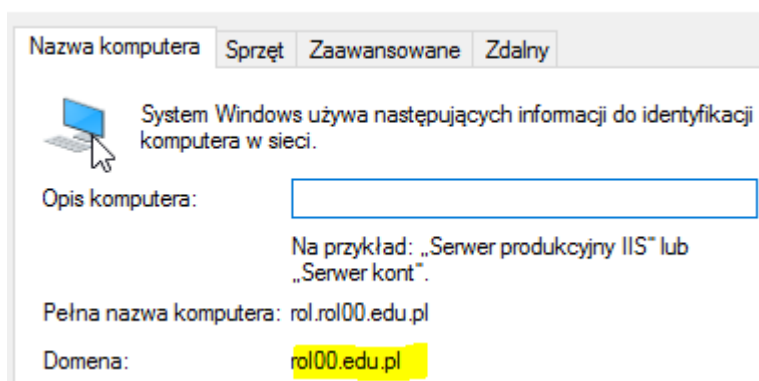 Nazwa komputera Sprzęt Zaawansowane Zdalny
System Windows używa następujących informacji do identyfikacji
komputera w sieci.
Opis komputera:
Na przykład: „Serwer produkcyjny IIS” lub
„Serwer kont”.
Pełna nazwa komputera: rol.rol00.edu.pl
Domena: rol00.edu.pl